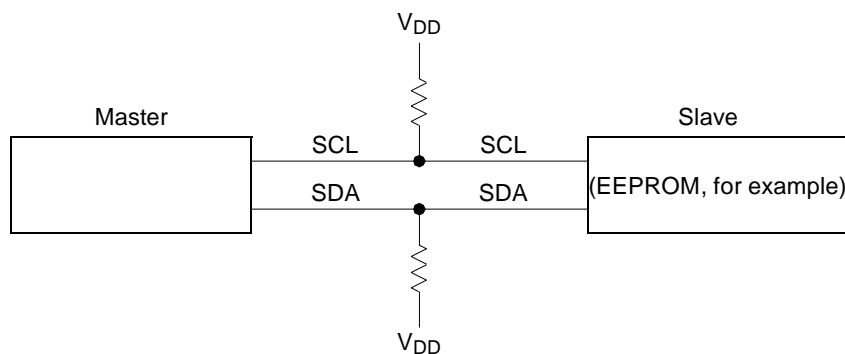 VDD
Master
Slave
SCL
SCL
(EEPROM, for example)
SDA
SDA
VDD